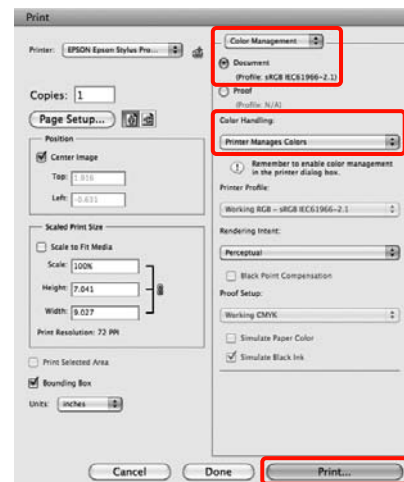 Print
Printer: EPSON Epson Stylus Pro...
Copies: 1
Page Setup...
Position
Center Image
Top: 1.916
Left: -0.631
Scaled Print Size
Scale to Fit Media
Scale: 100%
Height: 7.041
Width: 9.027
Print Resolution: 72 PPI
Print Selected Area
Bounding Box
Units: inches
Color Management
Document
(Profile: sRGB IEC61966-2.1)
Proof
(Profile: N/A)
Color Handling:
Printer Manages Colors
Remember to enable color management
in the printer dialog box.
Printer Profile:
Working RGB – sRGB IEC61966-2.1
Rendering Intent:
Perceptual
Black Point Compensation
Proof Setup:
Working CMYK
Simulate Paper Color
Simulate Black Ink
Cancel
Done
Print...